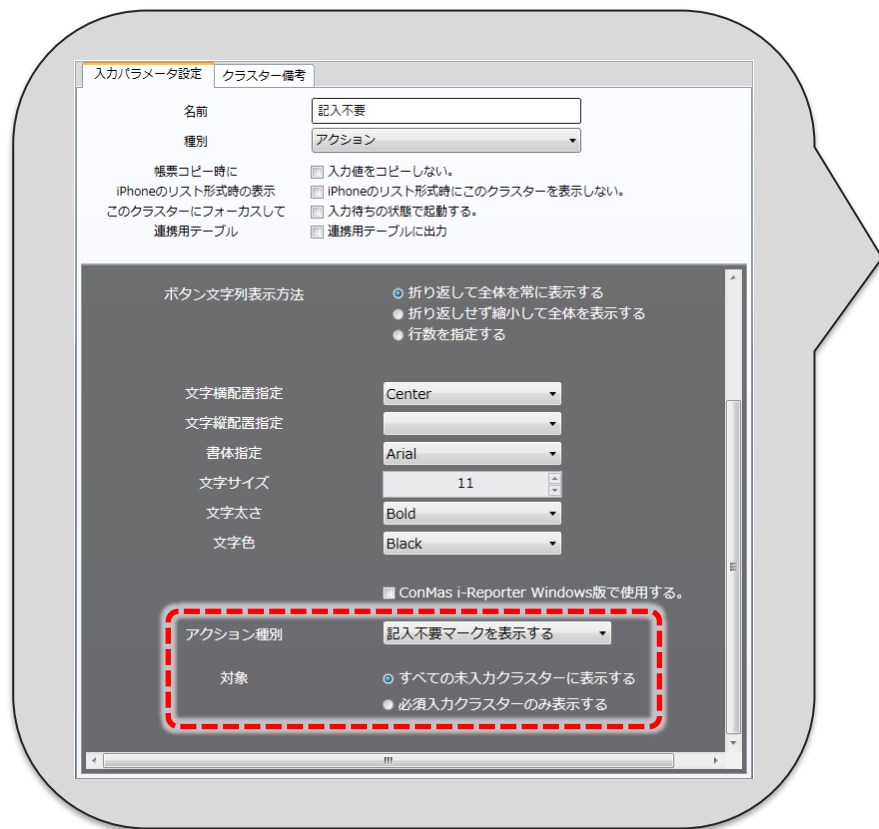 入力パラメータ設定 クラスター備考
名前 記入不要
種別 アクション
帳票コピー時に 入力値をコピーしない。
iPhoneのリスト形式時の表示 iPhoneのリスト形式時にこのクラスターを表示しない。
このクラスターにフォーカスして 入力待ちの状態で起動する。
連携用テーブル 連携用テーブルに出力
ボタン文字列表示方法 折り返して全体を常に表示する
折り返しせず縮小して全体を表示する
行数を指定する
文字横配置指定 Center
文字縦配置指定
書体指定 Arial
文字サイズ 11
文字太さ Bold
文字色 Black
ConMas i-Reporter Windows版で使用する。
アクション種別 記入不要マークを表示する
対象 すべての未入力クラスターに表示する
必須入力クラスターのみ表示する